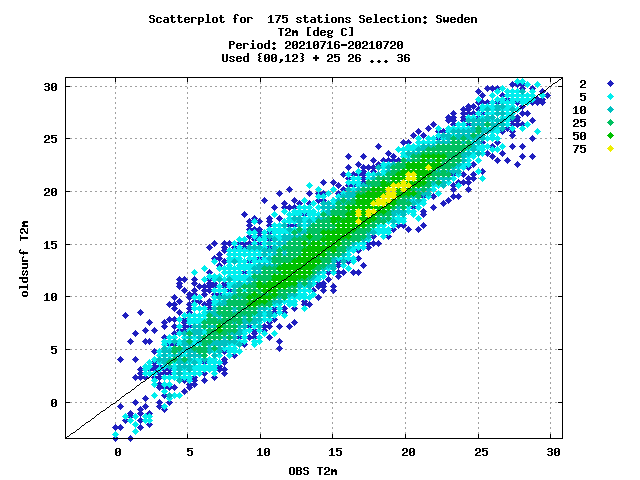 Scatterplot for  175 stations Selection: Sweden
T2m [deg C]
Period: 20210716-20210720
Used {00,12} + 25 26 ... 36
30
25
20
15
10
5
0
oldsurf T2m
0 5 10 15 20 25 30
OBS T2m
2
5
10
25
50
75